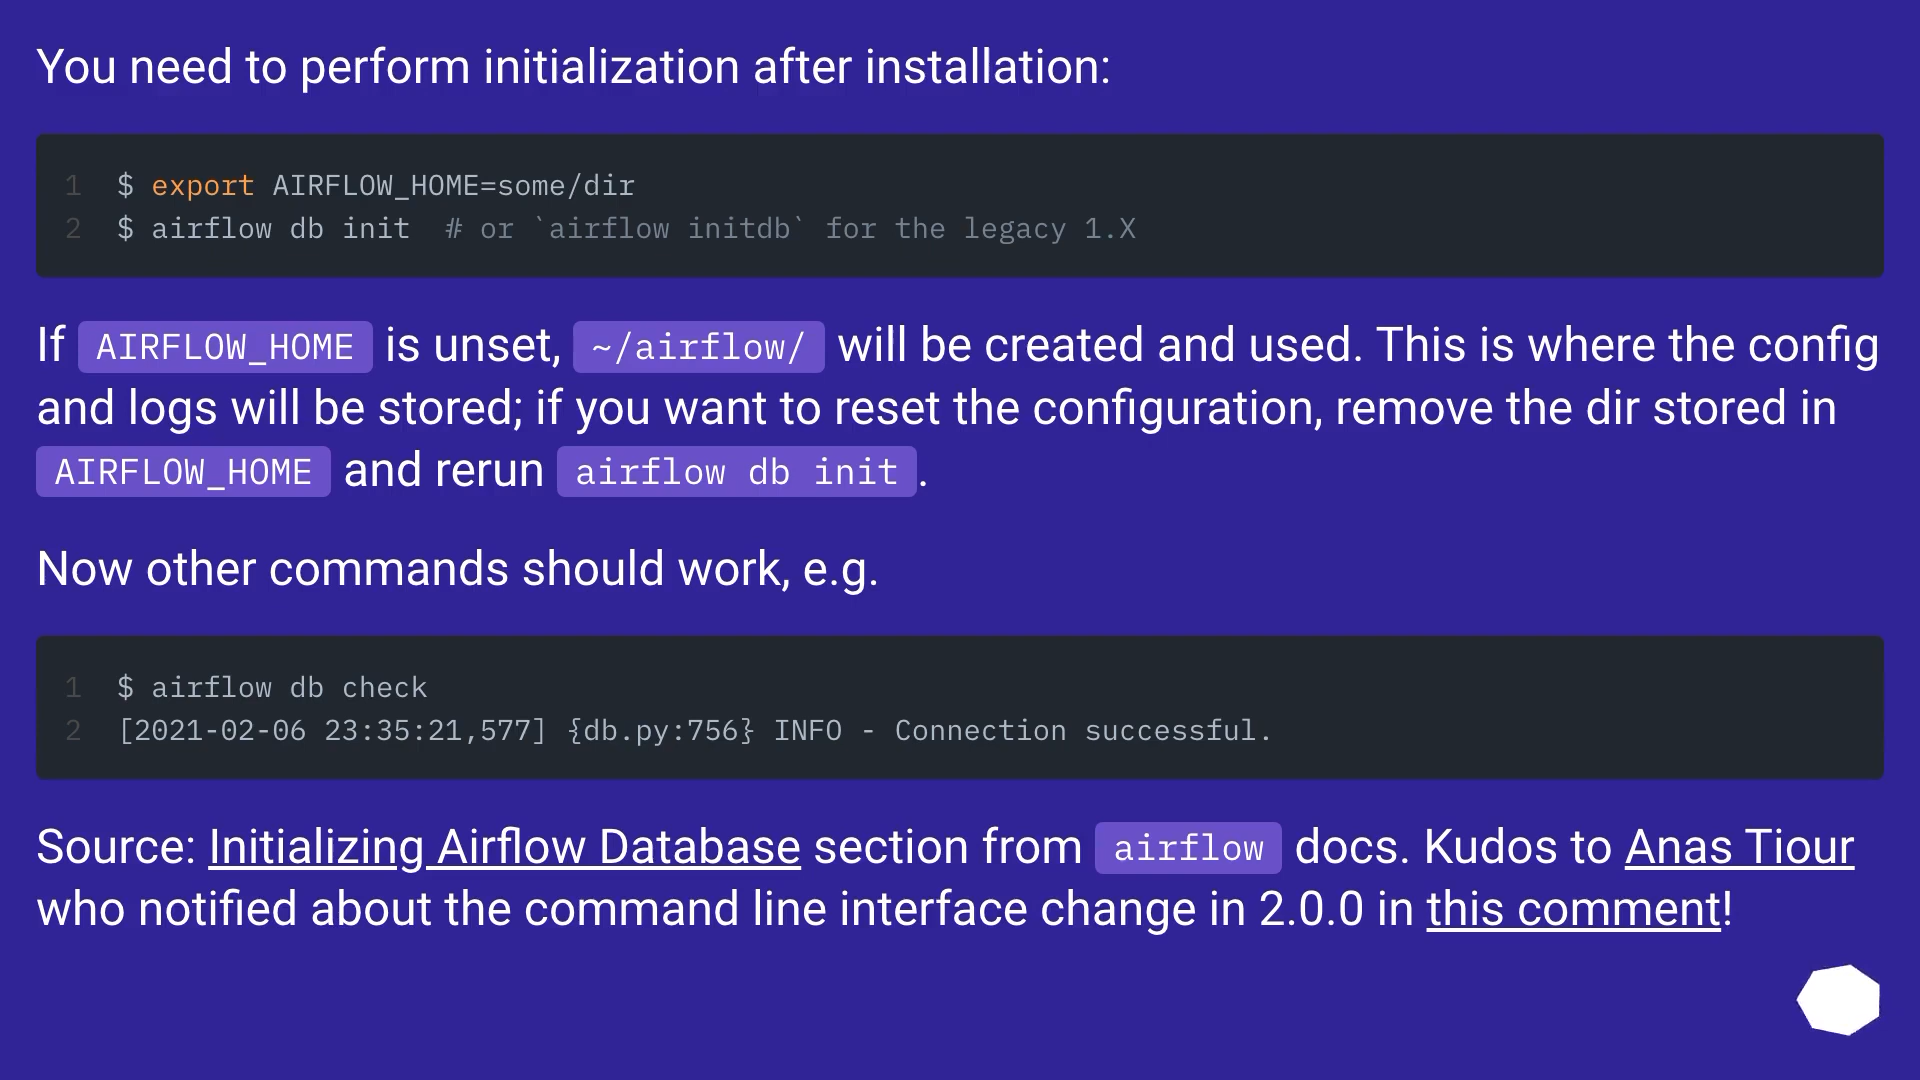 You need to perform initialization after installation:
1 $ export AIRFLOW_HOME=some/dir
2 $ airflow db init  # or `airflow initdb` for the legacy 1.X
If AIRFLOW_HOME is unset, ~/airflow/ will be created and used. This is where the config
and logs will be stored; if you want to reset the configuration, remove the dir stored in
AIRFLOW_HOME and rerun airflow db init.
Now other commands should work, e.g.
1 $ airflow db check
2 [2021-02-06 23:35:21,577] {db.py:756} INFO - Connection successful.
Source: Initializing Airflow Database section from airflow docs. Kudos to Anas Tiour
who notified about the command line interface change in 2.0.0 in this comment!